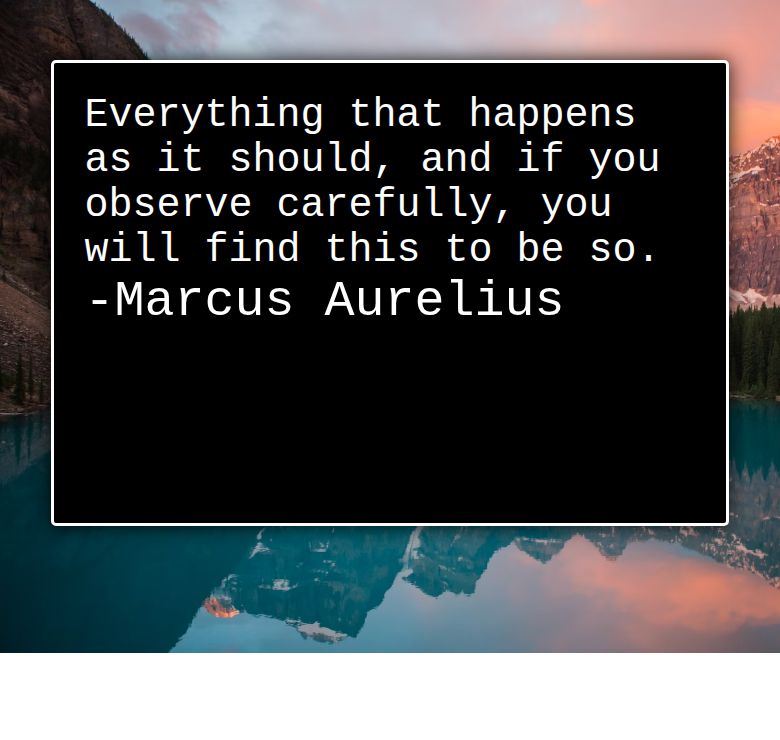 Everything that happens
as it should, and if you
observe carefully, you
will find this to be so.
-Marcus Aurelius